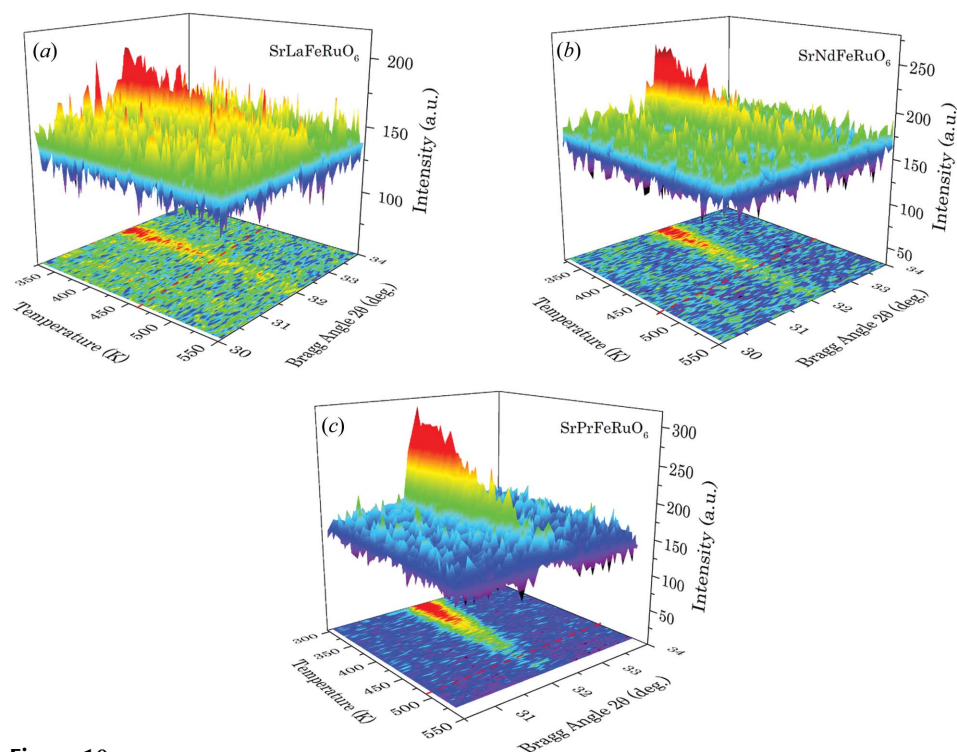 (a)
SrLaFeRuO6
200
150
100
Intensity (a.u.)
350
400
450
500
550
Temperature (K)
30
31
32
33
34
Bragg Angle 2θ (deg.)
(b)
SrNdFeRuO6
250
200
150
100
50
Intensity (a.u.)
350
400
450
500
550
Temperature (K)
30
31
32
33
34
Bragg Angle 2θ (deg.)
(c)
SrPrFeRuO6
300
250
200
150
100
50
Intensity (a.u.)
300
350
400
450
500
550
Temperature (K)
31
32
33
34
Bragg Angle 2θ (deg.)